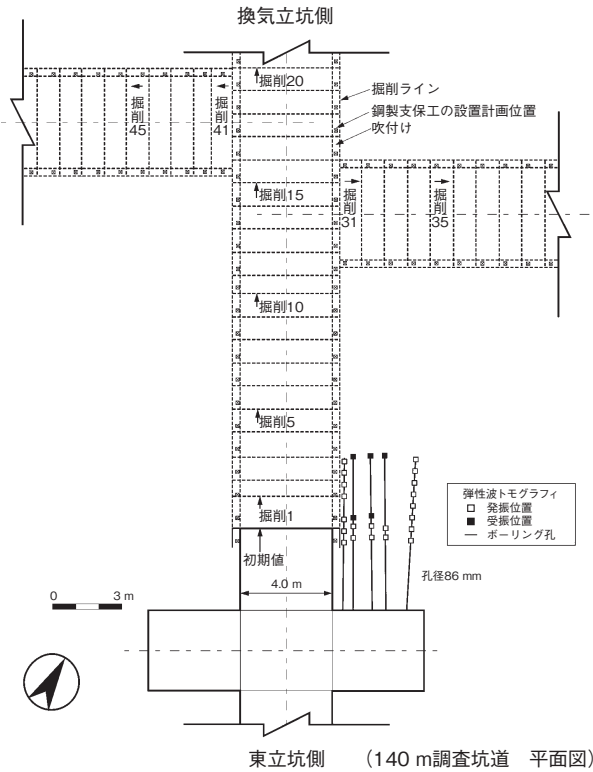 換気立坑側
掘削20
掘削ライン
鋼製支保工の設置計画位置
吹付け
掘削45
掘削41
掘削15
掘削31
掘削35
掘削10
掘削5
掘削1
初期値
4.0 m
弾性波トモグラフィ
発振位置
受振位置
ボーリング孔
孔径86 mm
0 3 m
東立坑側 （140 m調査坑道 平面図）